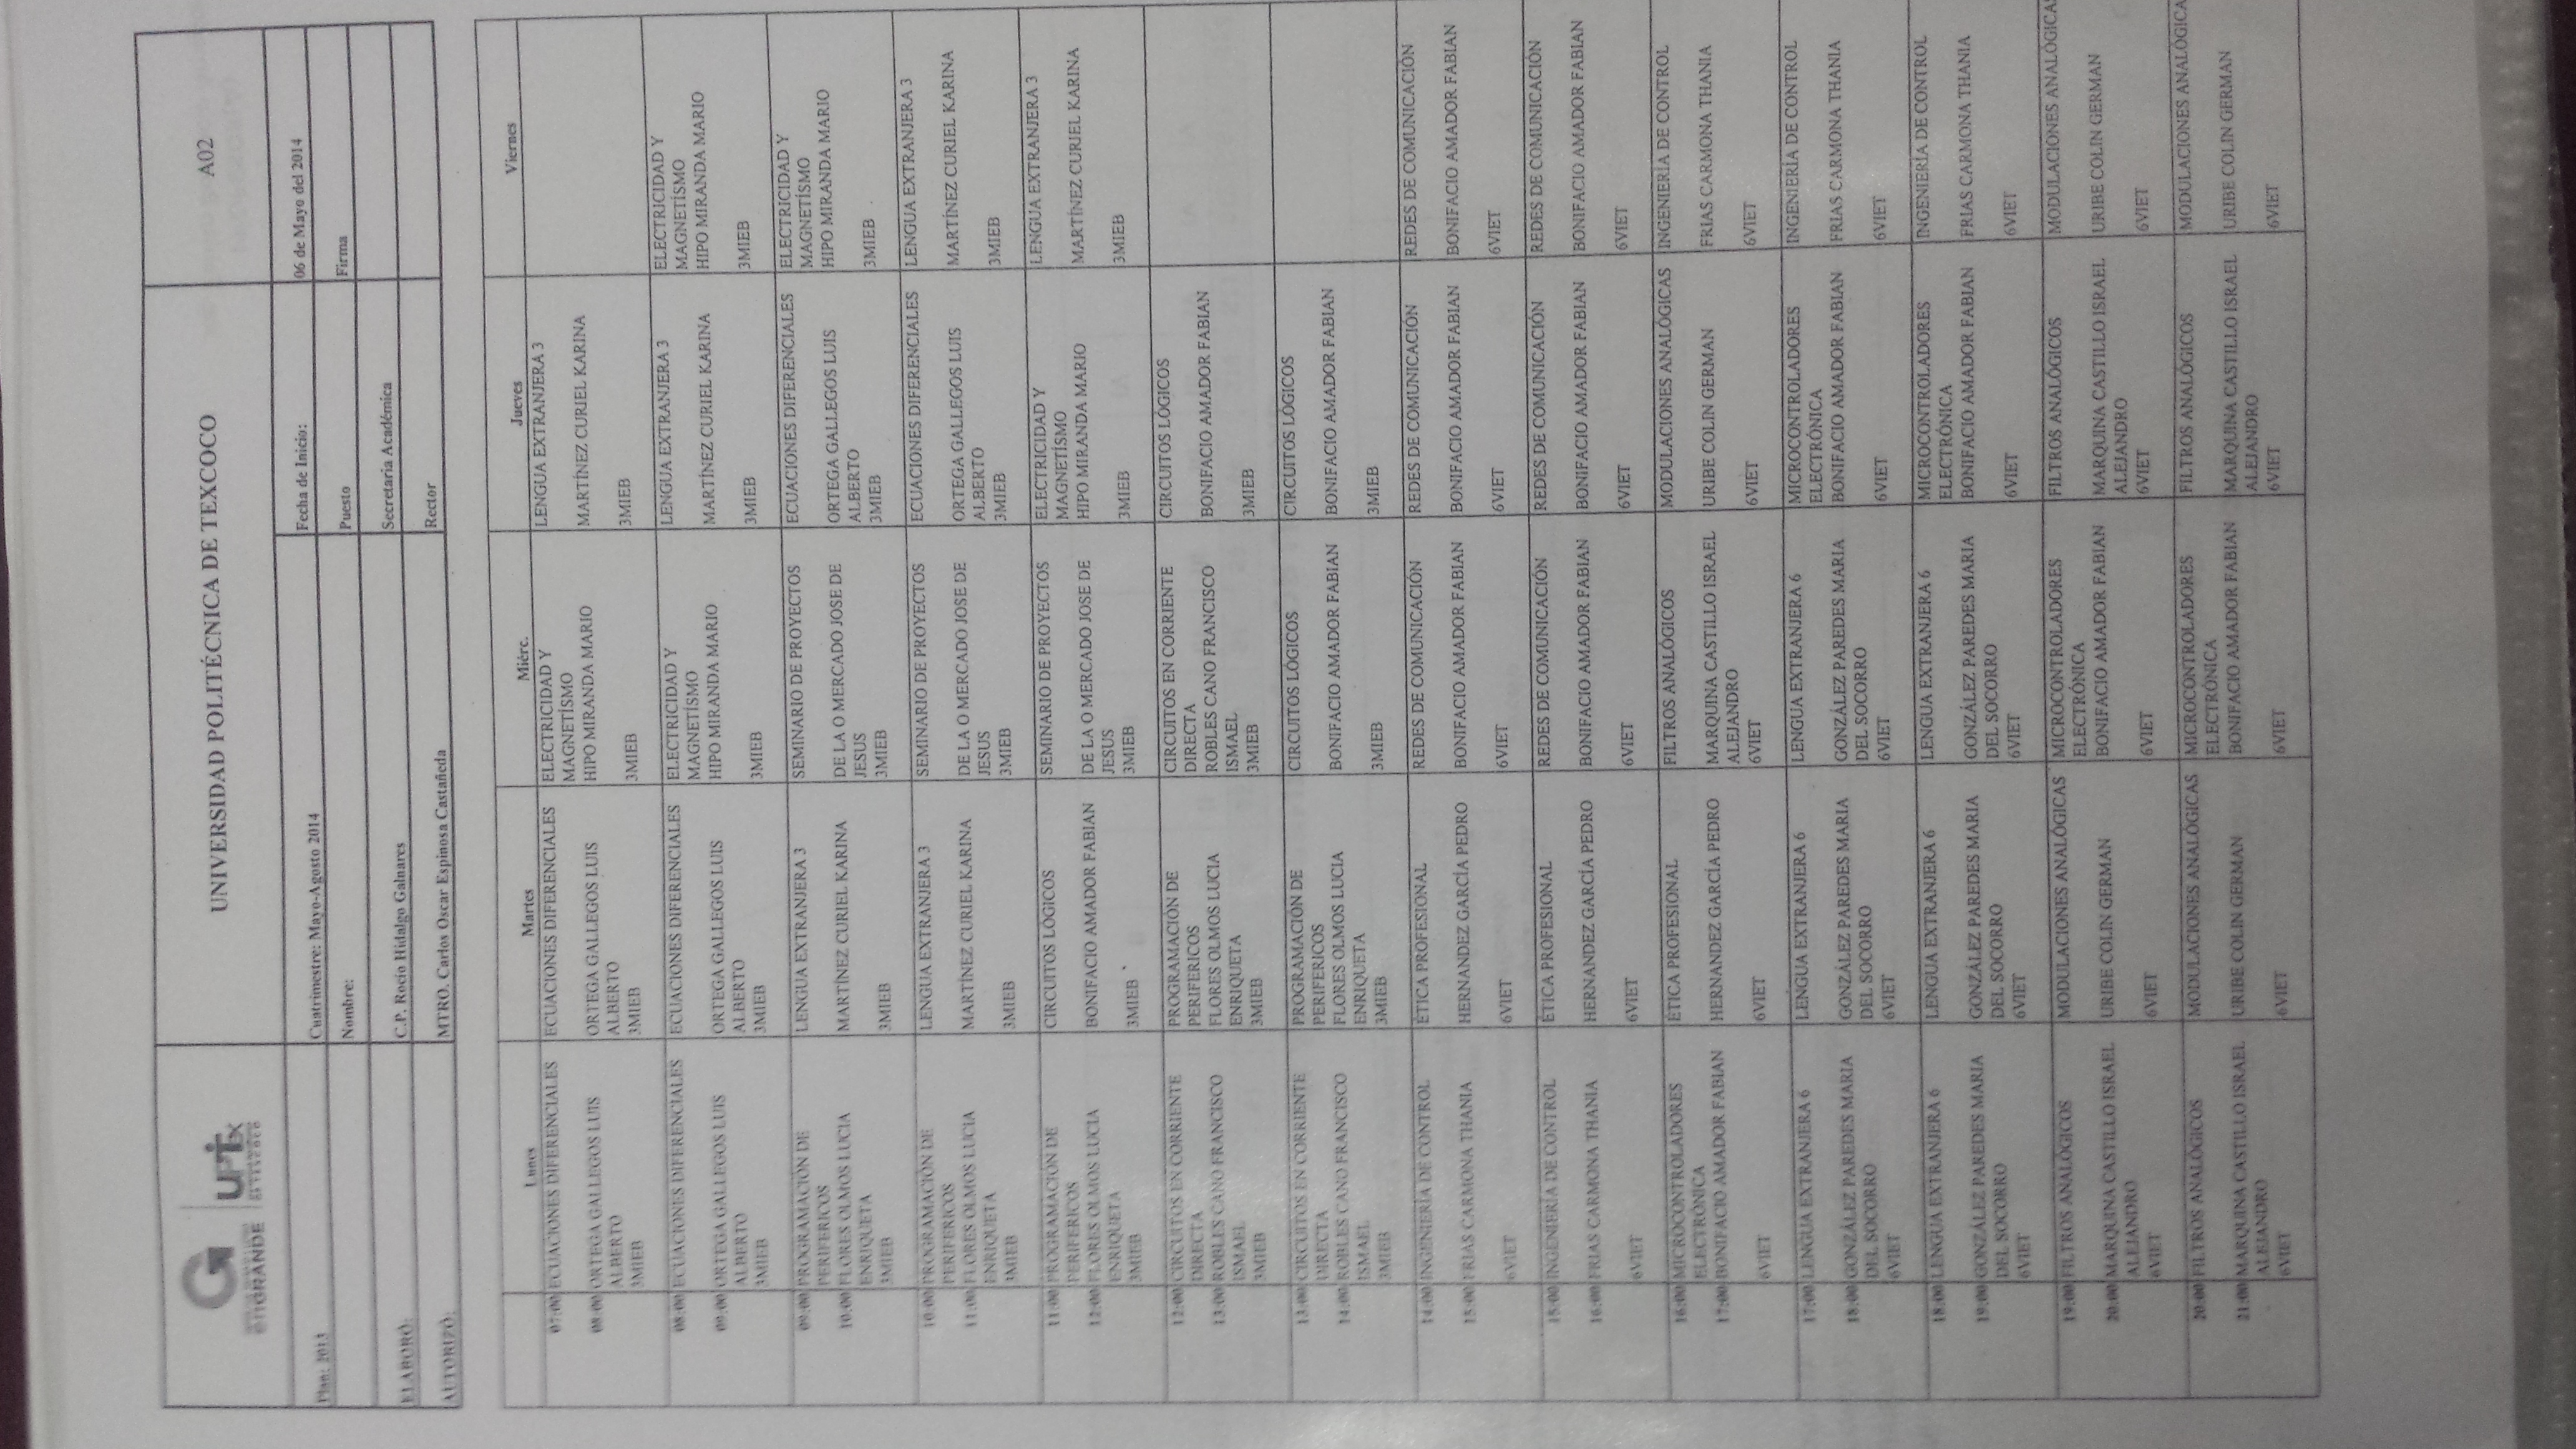 enGRANDE
UPTex
DE TEXCOCO
UNIVERSIDAD POLITÉCNICA DE TEXCOCO
A02
Plan: 2013
Cuatrimestre: Mayo-Agosto 2014
Fecha de Inicio:
06 de Mayo del 2014
Nombre:
Puesto
Firma
ELABORÓ:
C.P. Rocío Hidalgo Galnares
Secretaria Académica
AUTORIZÓ:
MTRO. Carlos Oscar Espinosa Castañeda
Rector
Lunes
Martes
Miérc.
Jueves
Viernes
07:00 ECUACIONES DIFERENCIALES
08:00 ORTEGA GALLEGOS LUIS
ALBERTO
3MIEB
ECUACIONES DIFERENCIALES
ORTEGA GALLEGOS LUIS
ALBERTO
3MIEB
ELECTRICIDAD Y
MAGNETÍSMO
HIPO MIRANDA MARIO
3MIEB
LENGUA EXTRANJERA 3
MARTÍNEZ CURIEL KARINA
3MIEB
08:00 ECUACIONES DIFERENCIALES
09:00 ORTEGA GALLEGOS LUIS
ALBERTO
3MIEB
ECUACIONES DIFERENCIALES
ORTEGA GALLEGOS LUIS
ALBERTO
3MIEB
ELECTRICIDAD Y
MAGNETÍSMO
HIPO MIRANDA MARIO
3MIEB
LENGUA EXTRANJERA 3
MARTÍNEZ CURIEL KARINA
3MIEB
ELECTRICIDAD Y
MAGNETÍSMO
HIPO MIRANDA MARIO
3MIEB
09:00 PROGRAMACIÓN DE
PERIFERICOS
10:00 FLORES OLMOS LUCIA
ENRIQUETA
3MIEB
LENGUA EXTRANJERA 3
MARTÍNEZ CURIEL KARINA
3MIEB
SEMINARIO DE PROYECTOS
DE LA O MERCADO JOSE DE
JESUS
3MIEB
ECUACIONES DIFERENCIALES
ORTEGA GALLEGOS LUIS
ALBERTO
3MIEB
ELECTRICIDAD Y
MAGNETÍSMO
HIPO MIRANDA MARIO
3MIEB
10:00 PROGRAMACIÓN DE
PERIFERICOS
11:00 FLORES OLMOS LUCIA
ENRIQUETA
3MIEB
LENGUA EXTRANJERA 3
MARTÍNEZ CURIEL KARINA
3MIEB
SEMINARIO DE PROYECTOS
DE LA O MERCADO JOSE DE
JESUS
3MIEB
ECUACIONES DIFERENCIALES
ORTEGA GALLEGOS LUIS
ALBERTO
3MIEB
LENGUA EXTRANJERA 3
MARTÍNEZ CURIEL KARINA
3MIEB
11:00 PROGRAMACIÓN DE
PERIFERICOS
12:00 FLORES OLMOS LUCIA
ENRIQUETA
3MIEB
CIRCUITOS LÓGICOS
BONIFACIO AMADOR FABIAN
3MIEB
SEMINARIO DE PROYECTOS
DE LA O MERCADO JOSE DE
JESUS
3MIEB
ELECTRICIDAD Y
MAGNETÍSMO
HIPO MIRANDA MARIO
3MIEB
LENGUA EXTRANJERA 3
MARTÍNEZ CURIEL KARINA
3MIEB
12:00 CIRCUITOS EN CORRIENTE
DIRECTA
13:00 ROBLES CANO FRANCISCO
ISMAEL
3MIEB
PROGRAMACIÓN DE
PERIFERICOS
FLORES OLMOS LUCIA
ENRIQUETA
3MIEB
CIRCUITOS EN CORRIENTE
DIRECTA
ROBLES CANO FRANCISCO
ISMAEL
3MIEB
CIRCUITOS LÓGICOS
BONIFACIO AMADOR FABIAN
3MIEB
13:00 CIRCUITOS EN CORRIENTE
DIRECTA
14:00 ROBLES CANO FRANCISCO
ISMAEL
3MIEB
PROGRAMACIÓN DE
PERIFERICOS
FLORES OLMOS LUCIA
ENRIQUETA
3MIEB
CIRCUITOS LÓGICOS
BONIFACIO AMADOR FABIAN
3MIEB
CIRCUITOS LÓGICOS
BONIFACIO AMADOR FABIAN
3MIEB
14:00 INGENIERÍA DE CONTROL
15:00 FRIAS CARMONA THANIA
6VIET
ÉTICA PROFESIONAL
HERNANDEZ GARCÍA PEDRO
6VIET
REDES DE COMUNICACIÓN
BONIFACIO AMADOR FABIAN
6VIET
REDES DE COMUNICACIÓN
BONIFACIO AMADOR FABIAN
6VIET
REDES DE COMUNICACIÓN
BONIFACIO AMADOR FABIAN
6VIET
15:00 INGENIERÍA DE CONTROL
16:00 FRIAS CARMONA THANIA
6VIET
ÉTICA PROFESIONAL
HERNANDEZ GARCÍA PEDRO
6VIET
REDES DE COMUNICACIÓN
BONIFACIO AMADOR FABIAN
6VIET
REDES DE COMUNICACIÓN
BONIFACIO AMADOR FABIAN
6VIET
REDES DE COMUNICACIÓN
BONIFACIO AMADOR FABIAN
6VIET
16:00 MICROCONTROLADORES
ELECTRÓNICA
17:00 BONIFACIO AMADOR FABIAN
6VIET
ÉTICA PROFESIONAL
HERNANDEZ GARCÍA PEDRO
6VIET
FILTROS ANALÓGICOS
MARQUINA CASTILLO ISRAEL
ALEJANDRO
6VIET
MODULACIONES ANALÓGICAS
URIBE COLIN GERMAN
6VIET
INGENIERÍA DE CONTROL
FRIAS CARMONA THANIA
6VIET
17:00 LENGUA EXTRANJERA 6
18:00 GONZÁLEZ PAREDES MARIA
DEL SOCORRO
6VIET
LENGUA EXTRANJERA 6
GONZÁLEZ PAREDES MARIA
DEL SOCORRO
6VIET
LENGUA EXTRANJERA 6
GONZÁLEZ PAREDES MARIA
DEL SOCORRO
6VIET
MICROCONTROLADORES
ELECTRÓNICA
BONIFACIO AMADOR FABIAN
6VIET
INGENIERÍA DE CONTROL
FRIAS CARMONA THANIA
6VIET
18:00 LENGUA EXTRANJERA 6
19:00 GONZÁLEZ PAREDES MARIA
DEL SOCORRO
6VIET
LENGUA EXTRANJERA 6
GONZÁLEZ PAREDES MARIA
DEL SOCORRO
6VIET
LENGUA EXTRANJERA 6
GONZÁLEZ PAREDES MARIA
DEL SOCORRO
6VIET
MICROCONTROLADORES
ELECTRÓNICA
BONIFACIO AMADOR FABIAN
6VIET
INGENIERÍA DE CONTROL
FRIAS CARMONA THANIA
6VIET
19:00 FILTROS ANALÓGICOS
20:00 MARQUINA CASTILLO ISRAEL
ALEJANDRO
6VIET
MODULACIONES ANALÓGICAS
URIBE COLIN GERMAN
6VIET
MICROCONTROLADORES
ELECTRÓNICA
BONIFACIO AMADOR FABIAN
6VIET
FILTROS ANALÓGICOS
MARQUINA CASTILLO ISRAEL
ALEJANDRO
6VIET
MODULACIONES ANALÓGICAS
URIBE COLIN GERMAN
6VIET
20:00 FILTROS ANALÓGICOS
21:00 MARQUINA CASTILLO ISRAEL
ALEJANDRO
6VIET
MODULACIONES ANALÓGICAS
URIBE COLIN GERMAN
6VIET
MICROCONTROLADORES
ELECTRÓNICA
BONIFACIO AMADOR FABIAN
6VIET
FILTROS ANALÓGICOS
MARQUINA CASTILLO ISRAEL
ALEJANDRO
6VIET
MODULACIONES ANALÓGICA
URIBE COLIN GERMAN
6VIET